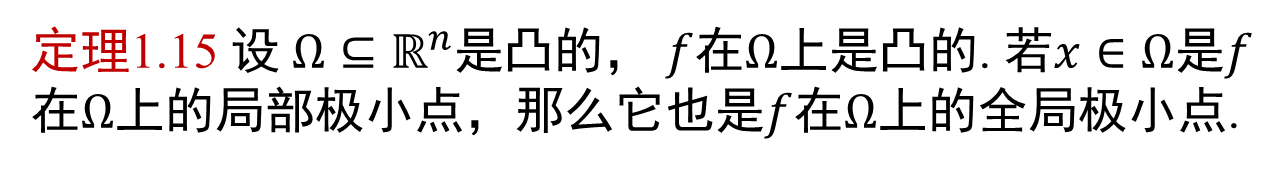 定理1.15 设 Ω ⊆ ℝⁿ是凸的， f在Ω上是凸的. 若x ∈ Ω是f
在Ω上的局部极小点，那么它也是f在Ω上的全局极小点.